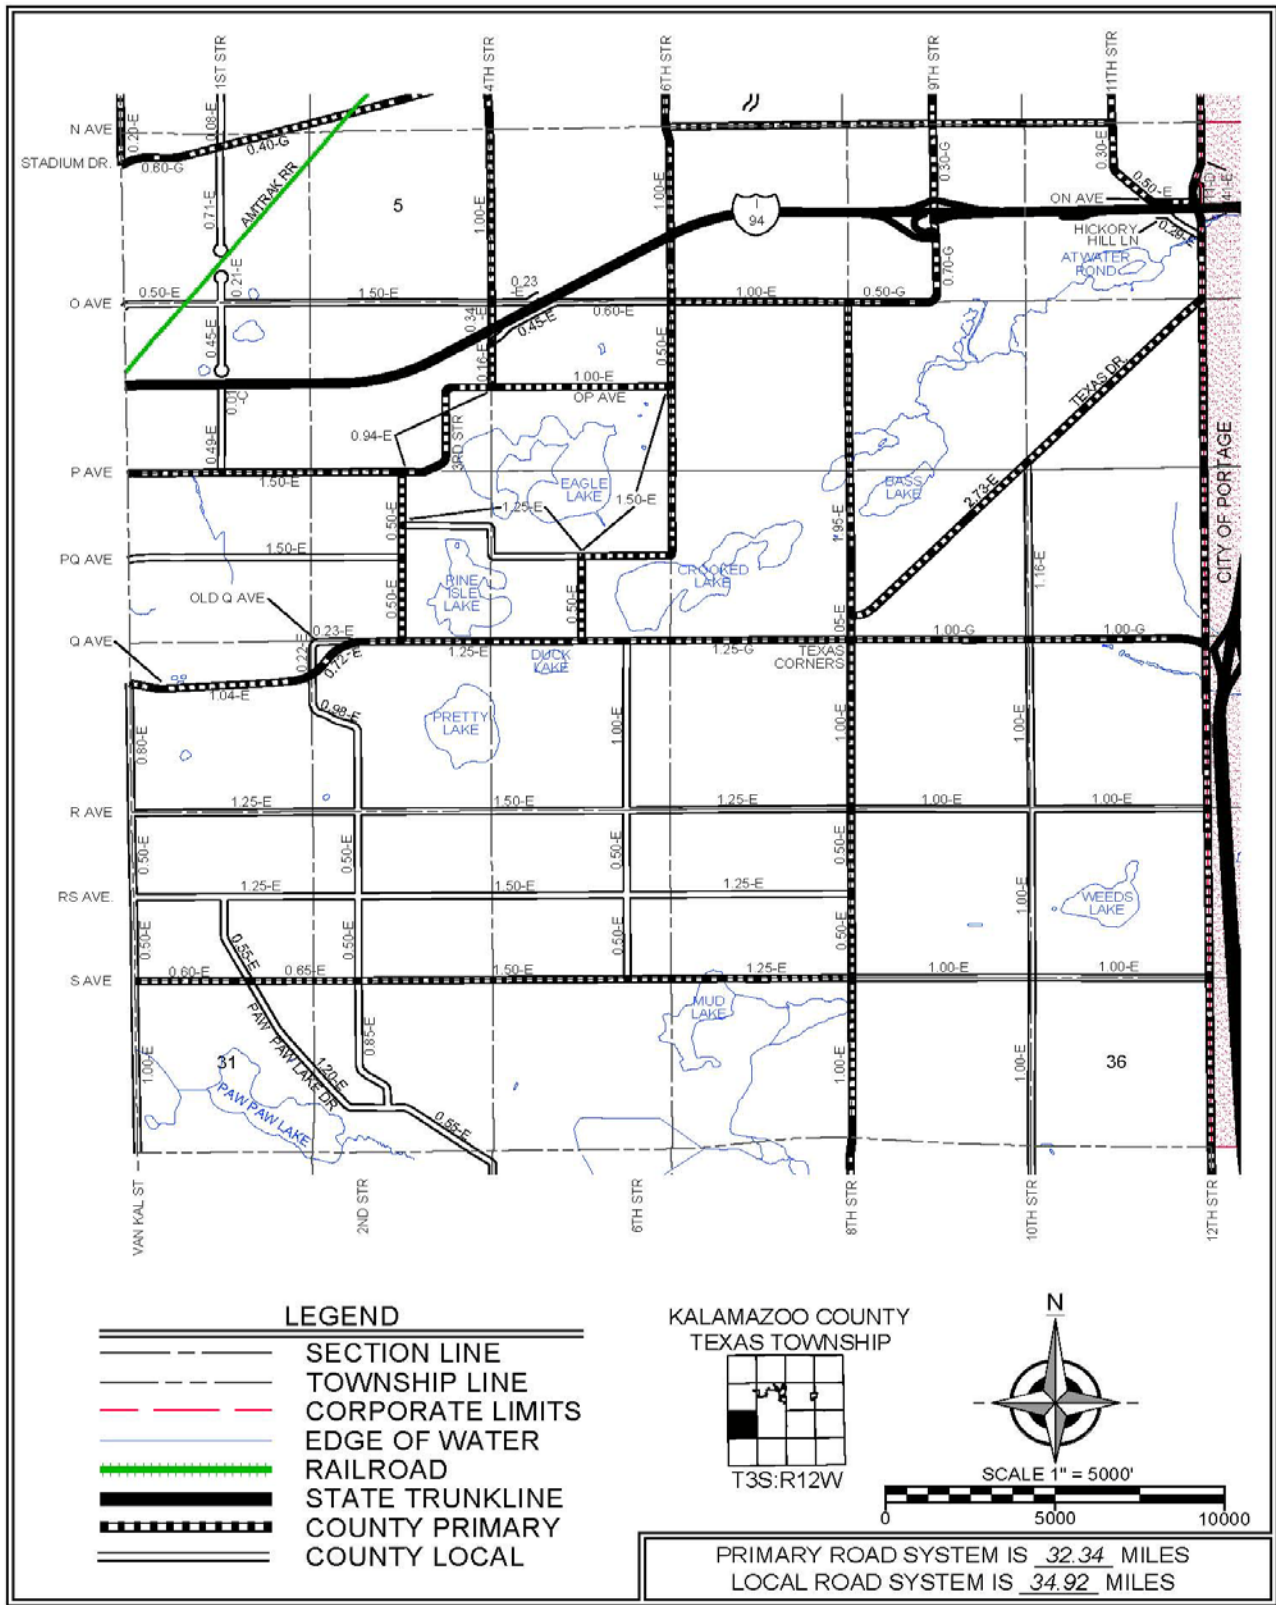 1ST STR
4TH STR
6TH STR
9TH STR
11TH STR
N AVE
0.20-E
0.08-E
STADIUM DR.
0.60-G
0.40-G
0.30-G
0.30-E
0.71-E
AMTRAK RR
5
1.00-E
1.00-E
I
94
ON AVE
0.50-E
HICKORY
HILL LN
0.29-E
ATWATER
POND
0.70-G
0.21-E
O AVE
0.50-E
1.50-E
0.23
-E
0.60-E
1.00-E
0.50-G
0.45-E
0.34
-E
0.45-E
0.16-E
0.50-E
1.00-E
OP AVE
TEXAS DR.
0.49-E
0.94-E
3RD STR
P AVE
1.50-E
EAGLE
LAKE
1.50-E
BASS
LAKE
2.73-E
CITY OF PORTAGE
0.50-E
1.25-E
1.95-E
PQ AVE
1.50-E
1.16-E
PINE
ISLE
LAKE
CROOKED
LAKE
OLD Q AVE
0.50-E
0.50-E
.05-E
Q AVE
0.23-E
0.22-E
0.72-E
1.25-E
DUCK
LAKE
1.25-G
TEXAS
CORNERS
1.00-G
1.00-G
1.04-E
0.98-E
PRETTY
LAKE
0.80-E
1.00-E
1.00-E
1.00-E
R AVE
1.25-E
1.50-E
1.25-E
1.00-E
1.00-E
0.50-E
0.50-E
0.50-E
0.50-E
RS AVE.
1.25-E
1.50-E
1.25-E
1.00-E
WEEDS
LAKE
0.50-E
0.55-E
0.50-E
0.50-E
0.50-E
S AVE
0.60-E
0.65-E
1.50-E
1.25-E
1.00-E
1.00-E
MUD
LAKE
PAW PAW LAKE DR
0.85-E
1.00-E
31
1.20-E
1.00-E
1.00-E
36
PAW PAW LAKE
0.55-E
VAN KAL ST
2ND STR
6TH STR
8TH STR
10TH STR
12TH STR
LEGEND
SECTION LINE
TOWNSHIP LINE
CORPORATE LIMITS
EDGE OF WATER
RAILROAD
STATE TRUNKLINE
COUNTY PRIMARY
COUNTY LOCAL
KALAMAZOO COUNTY
TEXAS TOWNSHIP
T3S:R12W
N
SCALE 1" = 5000'
0 5000 10000
PRIMARY ROAD SYSTEM IS 32.34 MILES
LOCAL ROAD SYSTEM IS 34.92 MILES